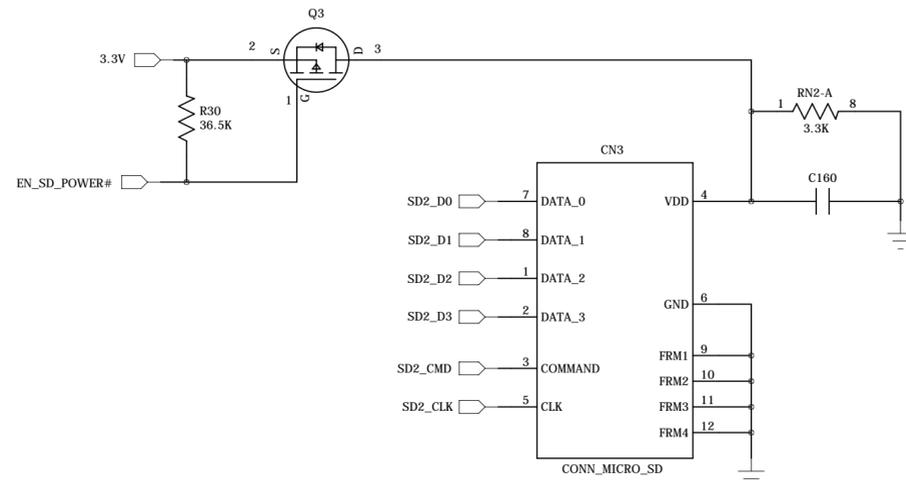 Q3
3.3V
2
S
D
3
1
G
R30
36.5K
EN_SD_POWER#
RN2-A
1
8
3.3K
C160
CN3
SD2_D0
7
DATA_0
VDD
4
SD2_D1
8
DATA_1
SD2_D2
1
DATA_2
SD2_D3
2
DATA_3
GND
6
SD2_CMD
3
COMMAND
FRM1
9
FRM2
10
SD2_CLK
5
CLK
FRM3
11
FRM4
12
CONN_MICRO_SD